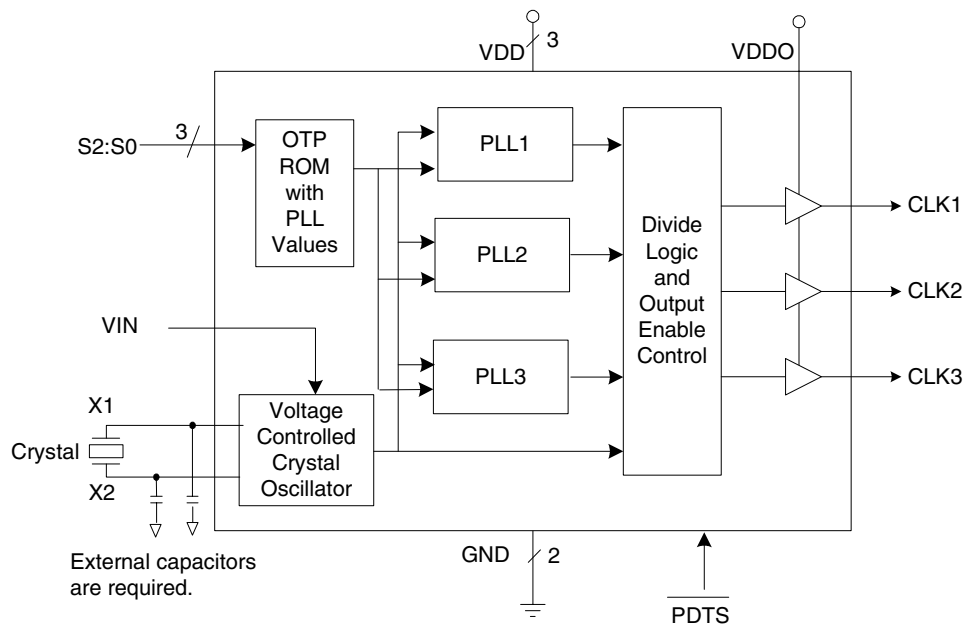 VDD
3
VDDO
S2:S0
3
OTP
ROM
with
PLL
Values
PLL1
PLL2
PLL3
Divide
Logic
and
Output
Enable
Control
CLK1
CLK2
CLK3
VIN
X1
Crystal
X2
Voltage
Controlled
Crystal
Oscillator
External capacitors
are required.
GND
2
PDTS